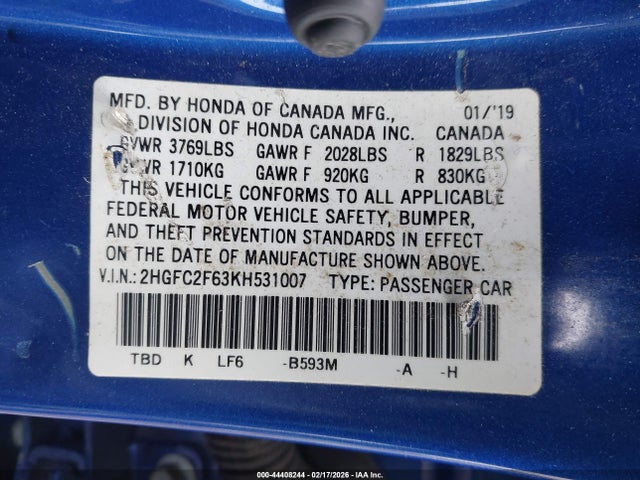 MFD. BY HONDA OF CANADA MFG., 01/'19
A DIVISION OF HONDA CANADA INC. CANADA
GVWR 3769LBS GAWR F 2028LBS R 1829LBS
GVWR 1710KG GAWR F 920KG R 830KG
THIS VEHICLE CONFORMS TO ALL APPLICABLE
FEDERAL MOTOR VEHICLE SAFETY, BUMPER,
AND THEFT PREVENTION STANDARDS IN EFFECT
ON THE DATE OF MANUFACTURE SHOWN ABOVE.
V.I.N.: 2HGFC2F63KH531007 TYPE: PASSENGER CAR
TBD K LF6 -B593M -A -H
000-44408244 - 02/17/2026 - IAA Inc.